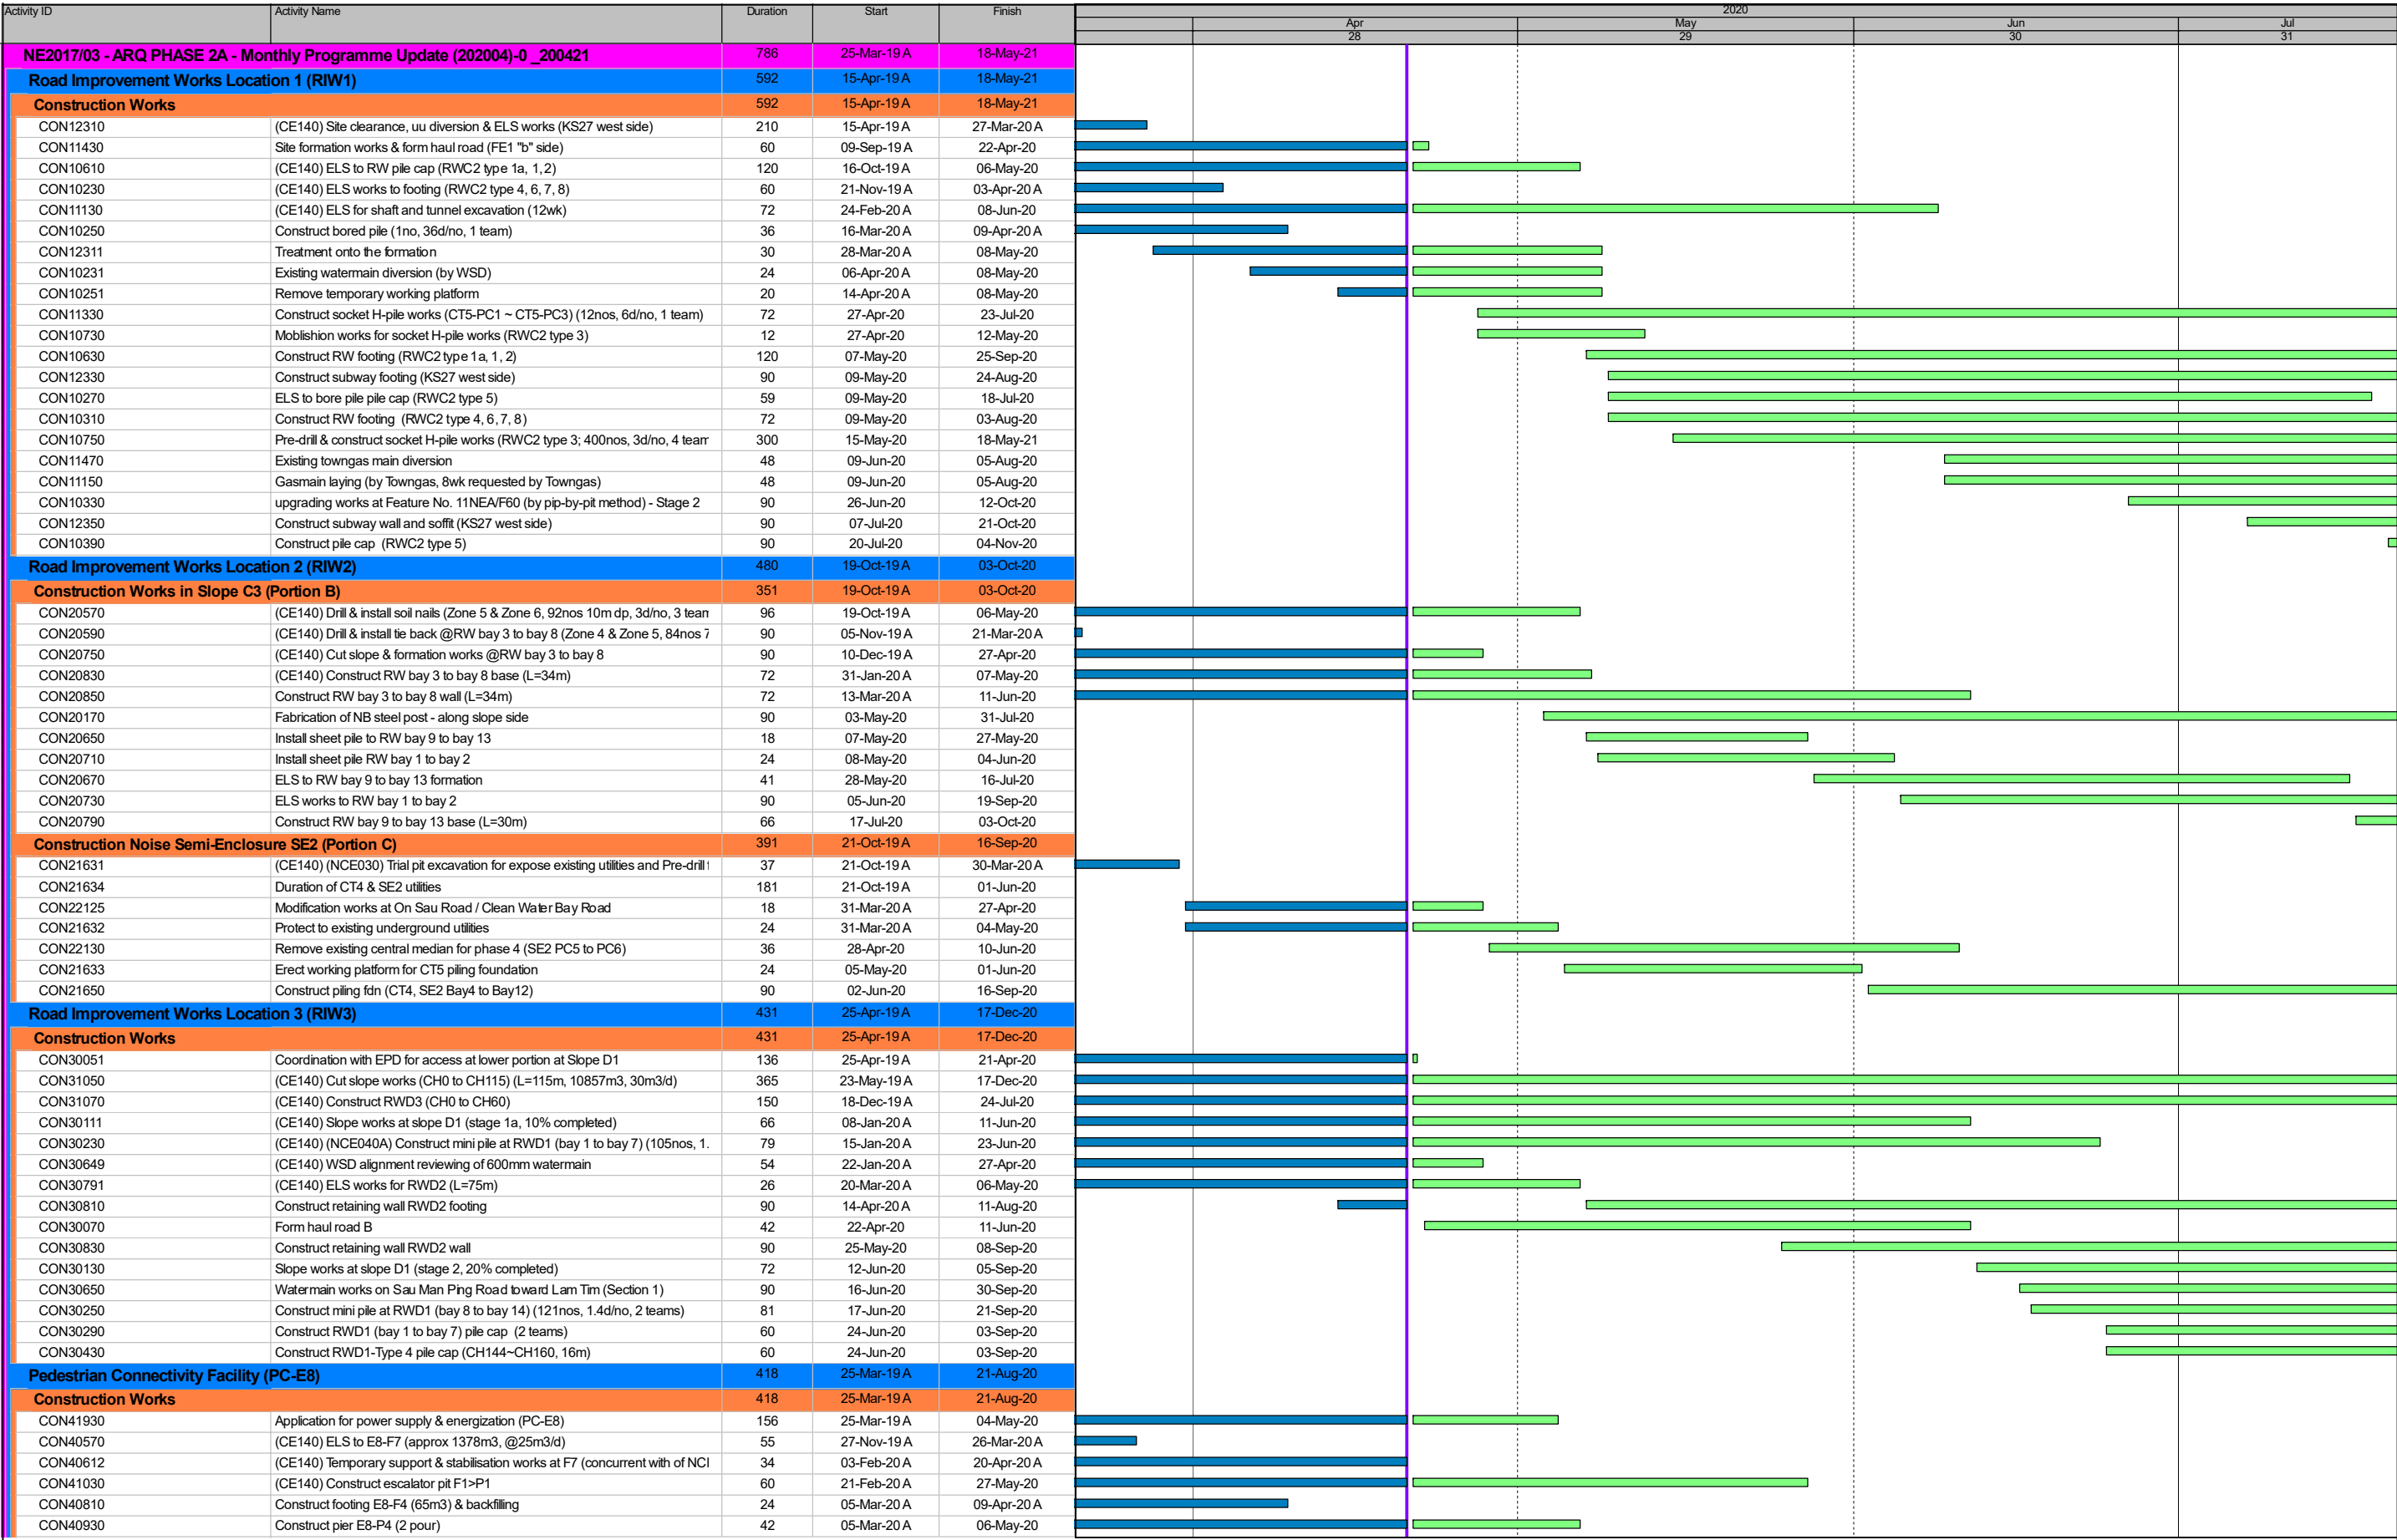 Activity ID Activity Name Duration Start Finish 2020
Apr May Jun Jul
28 29 30 31
NE2017/03 - ARQ PHASE 2A - Monthly Programme Update (202004)-0 _200421 786 25-Mar-19 A 18-May-21
Road Improvement Works Location 1 (RIW1) 592 15-Apr-19 A 18-May-21
Construction Works 592 15-Apr-19 A 18-May-21
CON12310 (CE140) Site clearance, uu diversion & ELS works (KS27 west side) 210 15-Apr-19 A 27-Mar-20 A
CON11430 Site formation works & form haul road (FE1 "b" side) 60 09-Sep-19 A 22-Apr-20
CON10610 (CE140) ELS to RW pile cap (RWC2 type 1a, 1, 2) 120 16-Oct-19 A 06-May-20
CON10230 (CE140) ELS works to footing (RWC2 type 4, 6, 7, 8) 60 21-Nov-19 A 03-Apr-20 A
CON11130 (CE140) ELS for shaft and tunnel excavation (12wk) 72 24-Feb-20 A 08-Jun-20
CON10250 Construct bored pile (1no, 36d/no, 1 team) 36 16-Mar-20 A 09-Apr-20 A
CON12311 Treatment onto the formation 30 28-Mar-20 A 08-May-20
CON10231 Existing watermain diversion (by WSD) 24 06-Apr-20 A 08-May-20
CON10251 Remove temporary working platform 20 14-Apr-20 A 08-May-20
CON11330 Construct socket H-pile works (CT5-PC1 ~ CT5-PC3) (12nos, 6d/no, 1 team) 72 27-Apr-20 23-Jul-20
CON10730 Moblishion works for socket H-pile works (RWC2 type 3) 12 27-Apr-20 12-May-20
CON10630 Construct RW footing (RWC2 type 1a, 1, 2) 120 07-May-20 25-Sep-20
CON12330 Construct subway footing (KS27 west side) 90 09-May-20 24-Aug-20
CON10270 ELS to bore pile pile cap (RWC2 type 5) 59 09-May-20 18-Jul-20
CON10310 Construct RW footing (RWC2 type 4, 6, 7, 8) 72 09-May-20 03-Aug-20
CON10750 Pre-drill & construct socket H-pile works (RWC2 type 3; 400nos, 3d/no, 4 team 300 15-May-20 18-May-21
CON11470 Existing towngas main diversion 48 09-Jun-20 05-Aug-20
CON11150 Gasmain laying (by Towngas, 8wk requested by Towngas) 48 09-Jun-20 05-Aug-20
CON10330 upgrading works at Feature No. 11NEA/F60 (by pip-by-pit method) - Stage 2 90 26-Jun-20 12-Oct-20
CON12350 Construct subway wall and soffit (KS27 west side) 90 07-Jul-20 21-Oct-20
CON10390 Construct pile cap (RWC2 type 5) 90 20-Jul-20 04-Nov-20
Road Improvement Works Location 2 (RIW2) 480 19-Oct-19 A 03-Oct-20
Construction Works in Slope C3 (Portion B) 351 19-Oct-19 A 03-Oct-20
CON20570 (CE140) Drill & install soil nails (Zone 5 & Zone 6, 92nos 10m dp, 3d/no, 3 team 96 19-Oct-19 A 06-May-20
CON20590 (CE140) Drill & install tie back @RW bay 3 to bay 8 (Zone 4 & Zone 5, 84nos 7 90 05-Nov-19 A 21-Mar-20 A
CON20750 (CE140) Cut slope & formation works @RW bay 3 to bay 8 90 10-Dec-19 A 27-Apr-20
CON20830 (CE140) Construct RW bay 3 to bay 8 base (L=34m) 72 31-Jan-20 A 07-May-20
CON20850 Construct RW bay 3 to bay 8 wall (L=34m) 72 13-Mar-20 A 11-Jun-20
CON20170 Fabrication of NB steel post - along slope side 90 03-May-20 31-Jul-20
CON20650 Install sheet pile to RW bay 9 to bay 13 18 07-May-20 27-May-20
CON20710 Install sheet pile RW bay 1 to bay 2 24 08-May-20 04-Jun-20
CON20670 ELS to RW bay 9 to bay 13 formation 41 28-May-20 16-Jul-20
CON20730 ELS works to RW bay 1 to bay 2 90 05-Jun-20 19-Sep-20
CON20790 Construct RW bay 9 to bay 13 base (L=30m) 66 17-Jul-20 03-Oct-20
Construction Noise Semi-Enclosure SE2 (Portion C) 391 21-Oct-19 A 16-Sep-20
CON21631 (CE140) (NCE030) Trial pit excavation for expose existing utilities and Pre-drill 37 21-Oct-19 A 30-Mar-20 A
CON21634 Duration of CT4 & SE2 utilities 181 21-Oct-19 A 01-Jun-20
CON22125 Modification works at On Sau Road / Clean Water Bay Road 18 31-Mar-20 A 27-Apr-20
CON21632 Protect to existing underground utilities 24 31-Mar-20 A 04-May-20
CON22130 Remove existing central median for phase 4 (SE2 PC5 to PC6) 36 28-Apr-20 10-Jun-20
CON21633 Erect working platform for CT5 piling foundation 24 05-May-20 01-Jun-20
CON21650 Construct piling fdn (CT4, SE2 Bay4 to Bay12) 90 02-Jun-20 16-Sep-20
Road Improvement Works Location 3 (RIW3) 431 25-Apr-19 A 17-Dec-20
Construction Works 431 25-Apr-19 A 17-Dec-20
CON30051 Coordination with EPD for access at lower portion at Slope D1 136 25-Apr-19 A 21-Apr-20
CON31050 (CE140) Cut slope works (CH0 to CH115) (L=115m, 10857m3, 30m3/d) 365 23-May-19 A 17-Dec-20
CON31070 (CE140) Construct RWD3 (CH0 to CH60) 150 18-Dec-19 A 24-Jul-20
CON30111 (CE140) Slope works at slope D1 (stage 1a, 10% completed) 66 08-Jan-20 A 11-Jun-20
CON30230 (CE140) (NCE040A) Construct mini pile at RWD1 (bay 1 to bay 7) (105nos, 1. 79 15-Jan-20 A 23-Jun-20
CON30649 (CE140) WSD alignment reviewing of 600mm watermain 54 22-Jan-20 A 27-Apr-20
CON30791 (CE140) ELS works for RWD2 (L=75m) 26 20-Mar-20 A 06-May-20
CON30810 Construct retaining wall RWD2 footing 90 14-Apr-20 A 11-Aug-20
CON30070 Form haul road B 42 22-Apr-20 11-Jun-20
CON30830 Construct retaining wall RWD2 wall 90 25-May-20 08-Sep-20
CON30130 Slope works at slope D1 (stage 2, 20% completed) 72 12-Jun-20 05-Sep-20
CON30650 Watermain works on Sau Man Ping Road toward Lam Tim (Section 1) 90 16-Jun-20 30-Sep-20
CON30250 Construct mini pile at RWD1 (bay 8 to bay 14) (121nos, 1.4d/no, 2 teams) 81 17-Jun-20 21-Sep-20
CON30290 Construct RWD1 (bay 1 to bay 7) pile cap (2 teams) 60 24-Jun-20 03-Sep-20
CON30430 Construct RWD1-Type 4 pile cap (CH144~CH160, 16m) 60 24-Jun-20 03-Sep-20
Pedestrian Connectivity Facility (PC-E8) 418 25-Mar-19 A 21-Aug-20
Construction Works 418 25-Mar-19 A 21-Aug-20
CON41930 Application for power supply & energization (PC-E8) 156 25-Mar-19 A 04-May-20
CON40570 (CE140) ELS to E8-F7 (approx 1378m3, @25m3/d) 55 27-Nov-19 A 26-Mar-20 A
CON40612 (CE140) Temporary support & stabilisation works at F7 (concurrent with of NCI 34 03-Feb-20 A 20-Apr-20 A
CON41030 (CE140) Construct escalator pit F1>P1 60 21-Feb-20 A 27-May-20
CON40810 Construct footing E8-F4 (65m3) & backfilling 24 05-Mar-20 A 09-Apr-20 A
CON40930 Construct pier E8-P4 (2 pour) 42 05-Mar-20 A 06-May-20